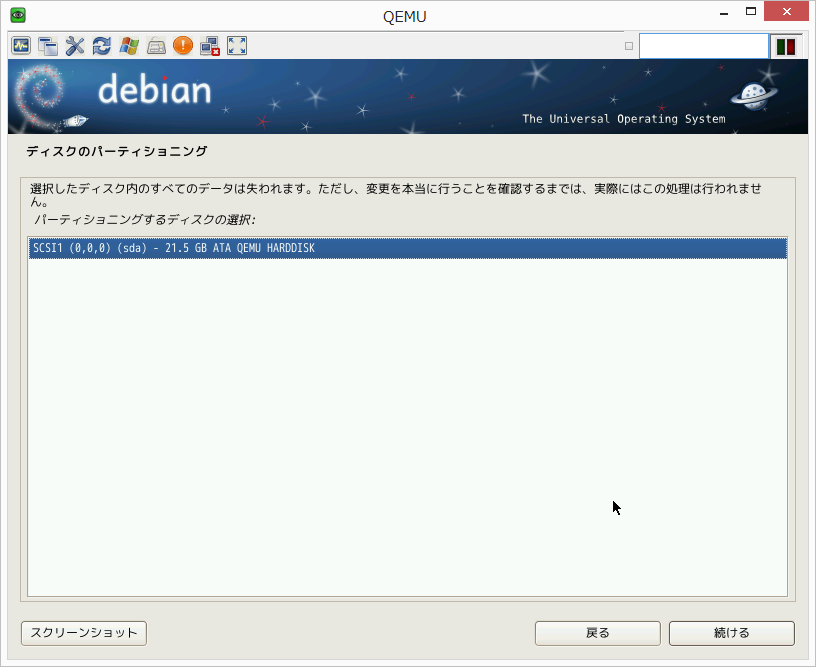 QEMU
debian
The Universal Operating System
ディスクのパーティショニング
選択したディスク内のすべてのデータは失われます。ただし、変更を本当に行うことを確認するまでは、実際にはこの処理は行われませ
ん。
パーティショニングするディスクの選択:
SCSI1 (0,0,0) (sda) - 21.5 GB ATA QEMU HARDDISK
スクリーンショット
戻る
続ける